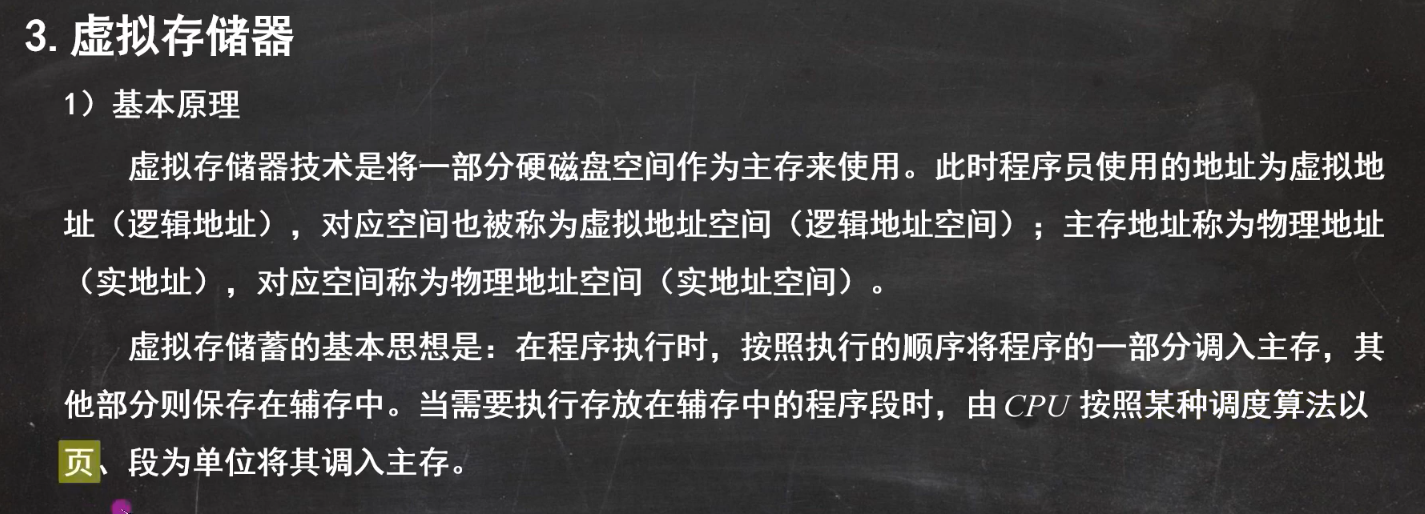 3. 虚拟存储器
1）基本原理
虚拟存储器技术是将一部分硬磁盘空间作为主存来使用。此时程序员使用的地址为虚拟地
址（逻辑地址），对应空间也被称为虚拟地址空间（逻辑地址空间）；主存地址称为物理地址
（实地址），对应空间称为物理地址空间（实地址空间）。
虚拟存储蓄的基本思想是：在程序执行时，按照执行的顺序将程序的一部分调入主存，其
他部分则保存在辅存中。当需要执行存放在辅存中的程序段时，由 CPU 按照某种调度算法以
页、段为单位将其调入主存。